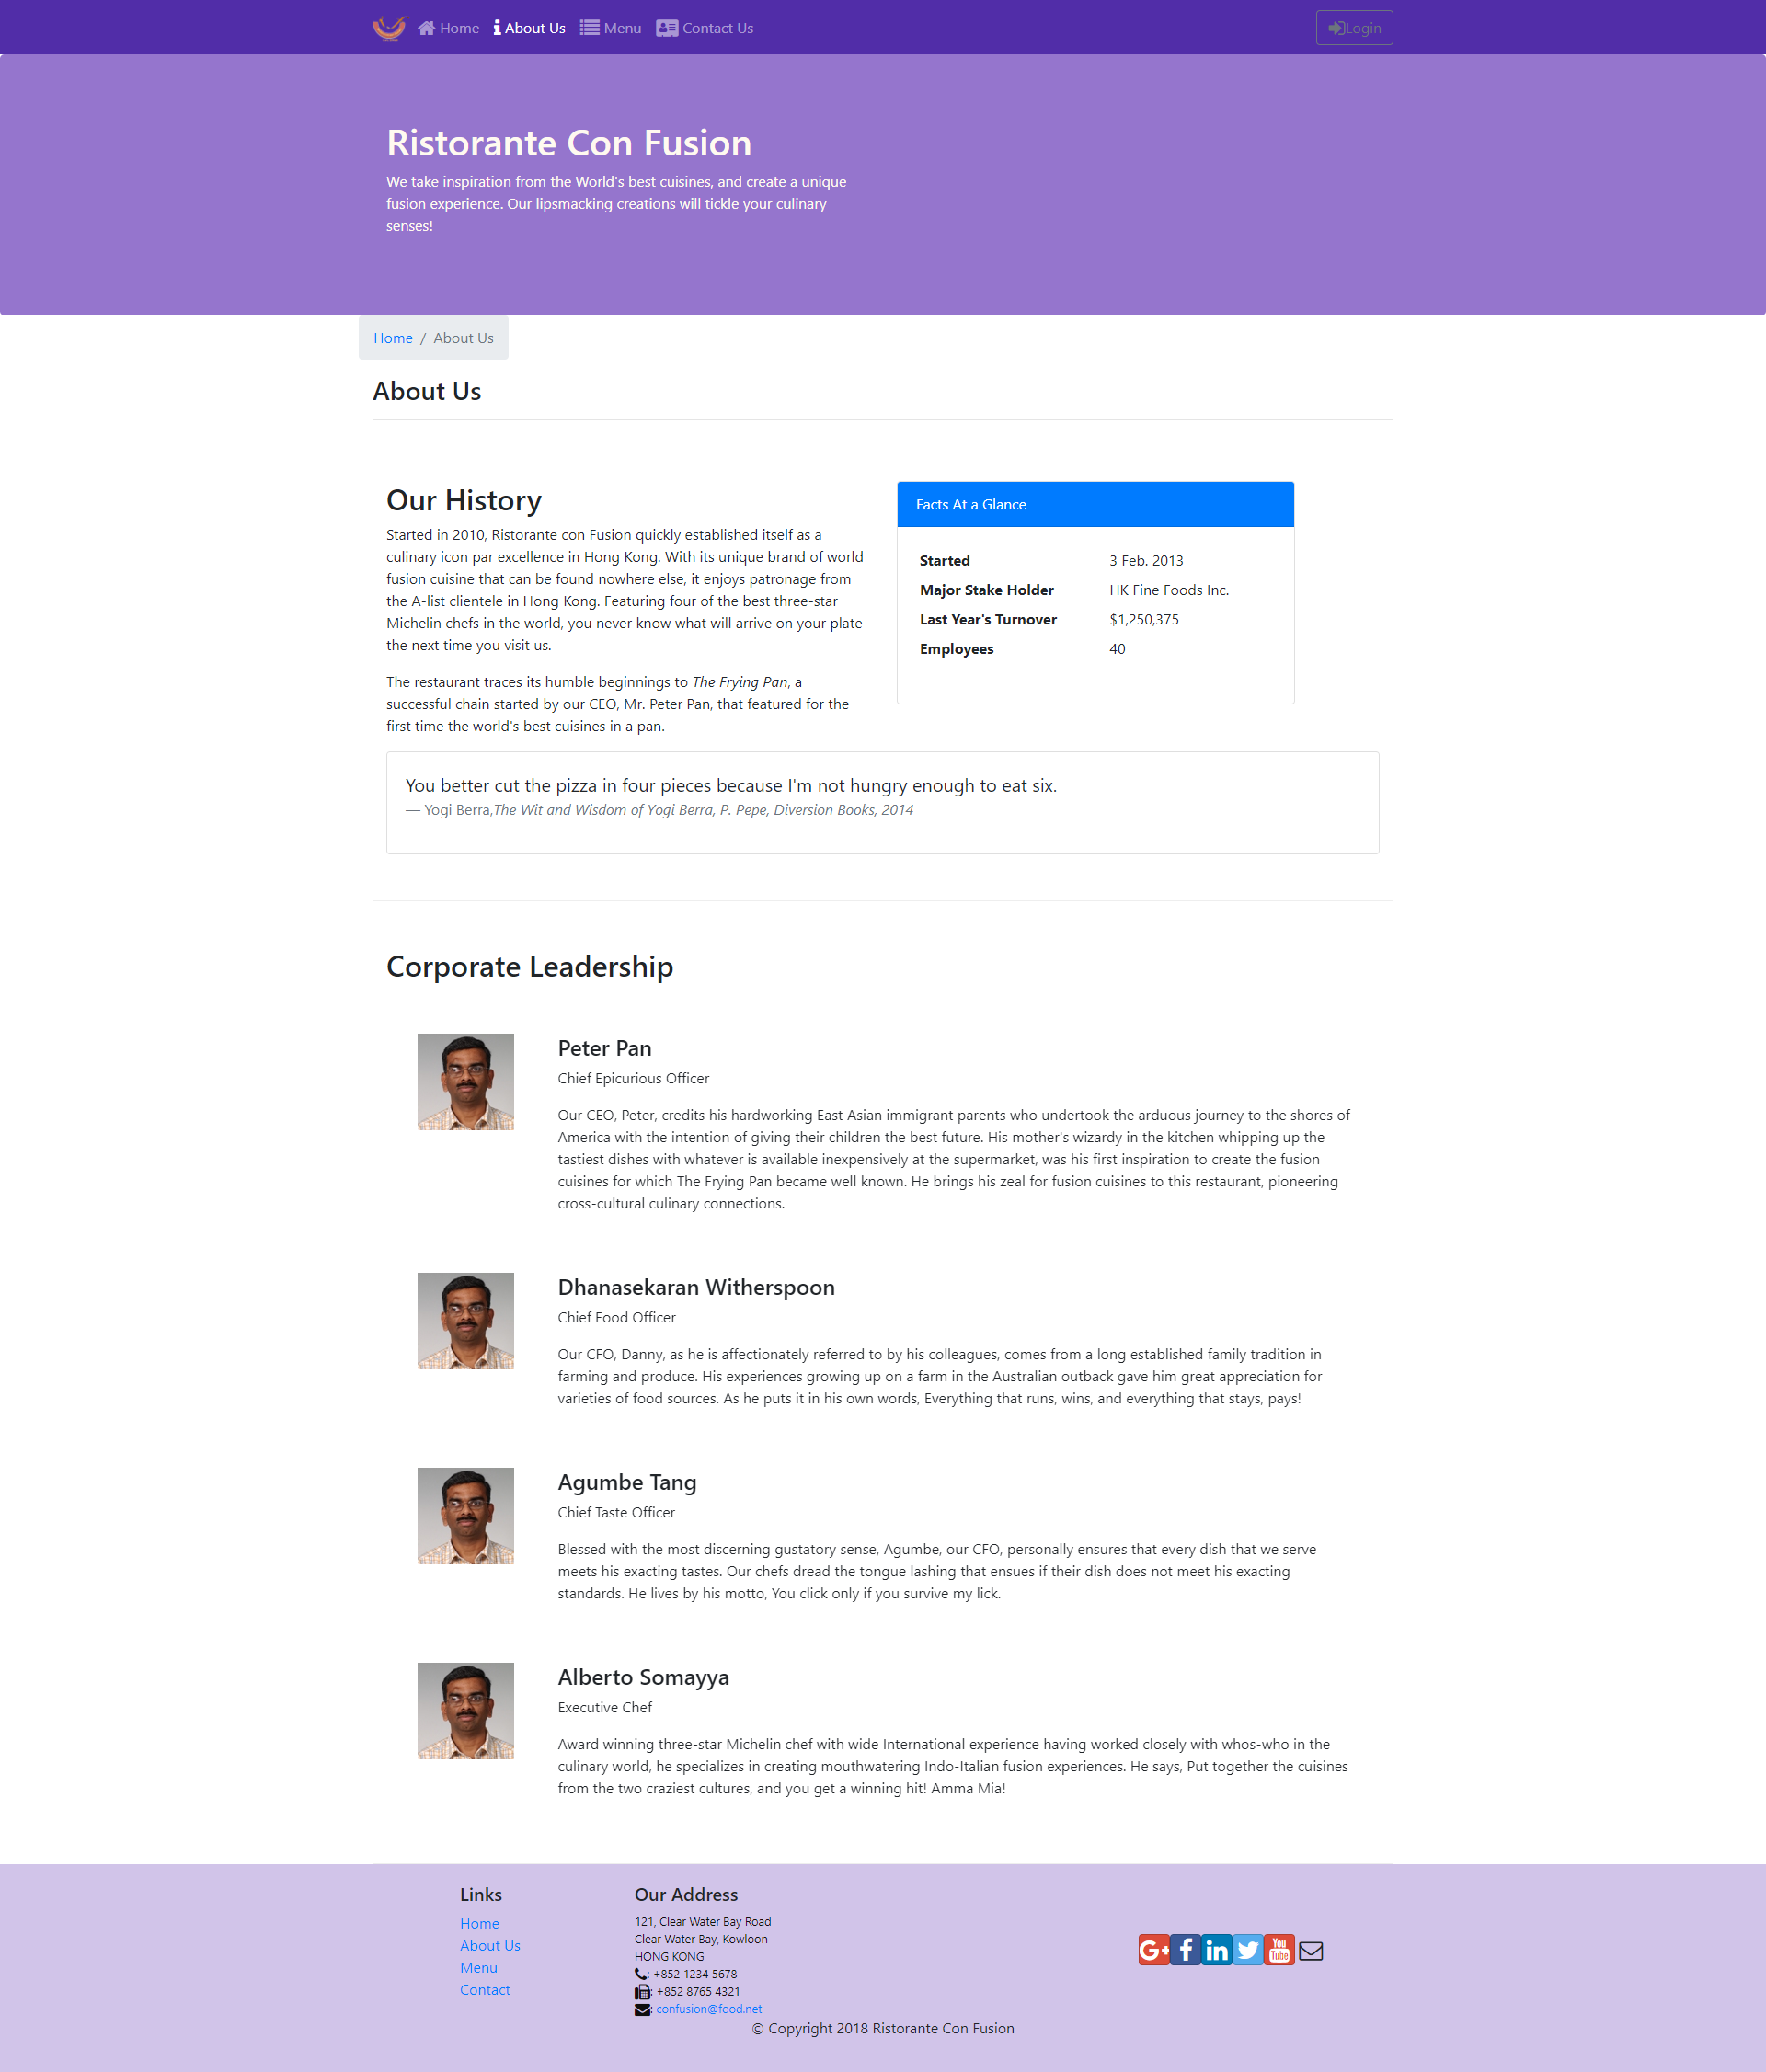 Home About Us Menu Contact Us Login
Ristorante Con Fusion
We take inspiration from the World's best cuisines, and create a unique
fusion experience. Our lipsmacking creations will tickle your culinary
senses!
Home / About Us
About Us
Our History
Started in 2010, Ristorante con Fusion quickly established itself as a
culinary icon par excellence in Hong Kong. With its unique brand of world
fusion cuisine that can be found nowhere else, it enjoys patronage from
the A-list clientele in Hong Kong. Featuring four of the best three-star
Michelin chefs in the world, you never know what will arrive on your plate
the next time you visit us.
The restaurant traces its humble beginnings to The Frying Pan, a
successful chain started by our CEO, Mr. Peter Pan, that featured for the
first time the world's best cuisines in a pan.
Facts At a Glance
Started 3 Feb. 2013
Major Stake Holder HK Fine Foods Inc.
Last Year's Turnover $1,250,375
Employees 40
You better cut the pizza in four pieces because I'm not hungry enough to eat six.
— Yogi Berra,The Wit and Wisdom of Yogi Berra, P. Pepe, Diversion Books, 2014
Corporate Leadership
Peter Pan
Chief Epicurious Officer
Our CEO, Peter, credits his hardworking East Asian immigrant parents who undertook the arduous journey to the shores of
America with the intention of giving their children the best future. His mother's wizardy in the kitchen whipping up the
tastiest dishes with whatever is available inexpensively at the supermarket, was his first inspiration to create the fusion
cuisines for which The Frying Pan became well known. He brings his zeal for fusion cuisines to this restaurant, pioneering
cross-cultural culinary connections.
Dhanasekaran Witherspoon
Chief Food Officer
Our CFO, Danny, as he is affectionately referred to by his colleagues, comes from a long established family tradition in
farming and produce. His experiences growing up on a farm in the Australian outback gave him great appreciation for
varieties of food sources. As he puts it in his own words, Everything that runs, wins, and everything that stays, pays!
Agumbe Tang
Chief Taste Officer
Blessed with the most discerning gustatory sense, Agumbe, our CFO, personally ensures that every dish that we serve
meets his exacting tastes. Our chefs dread the tongue lashing that ensues if their dish does not meet his exacting
standards. He lives by his motto, You click only if you survive my lick.
Alberto Somayya
Executive Chef
Award winning three-star Michelin chef with wide International experience having worked closely with whos-who in the
culinary world, he specializes in creating mouthwatering Indo-Italian fusion experiences. He says, Put together the cuisines
from the two craziest cultures, and you get a winning hit! Amma Mia!
Links
Home
About Us
Menu
Contact
Our Address
121, Clear Water Bay Road
Clear Water Bay, Kowloon
HONG KONG
: +852 1234 5678
: +852 8765 4321
: confusion@food.net
G+ f in You Tube
© Copyright 2018 Ristorante Con Fusion